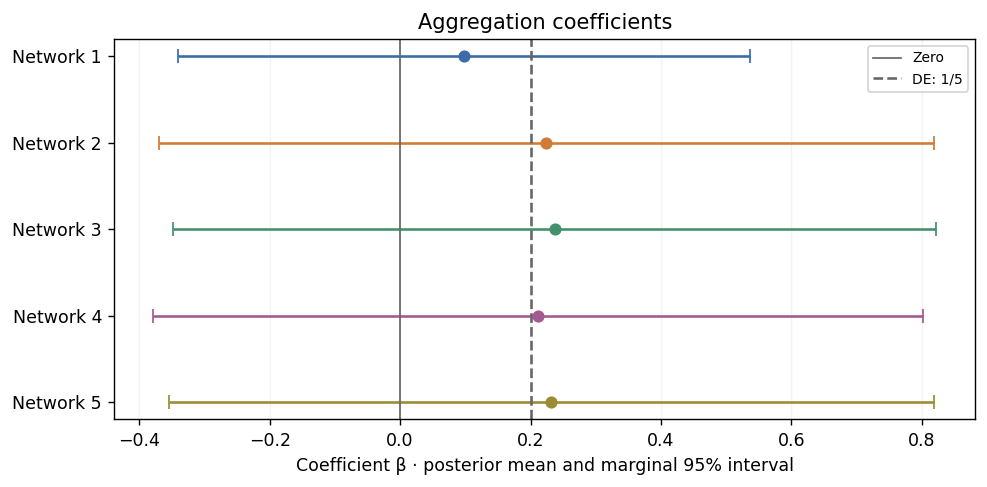 Aggregation coefficients
Network 1
Network 2
Network 3
Network 4
Network 5
Zero
DE: 1/5
−0.4 −0.2 0.0 0.2 0.4 0.6 0.8
Coefficient β · posterior mean and marginal 95% interval